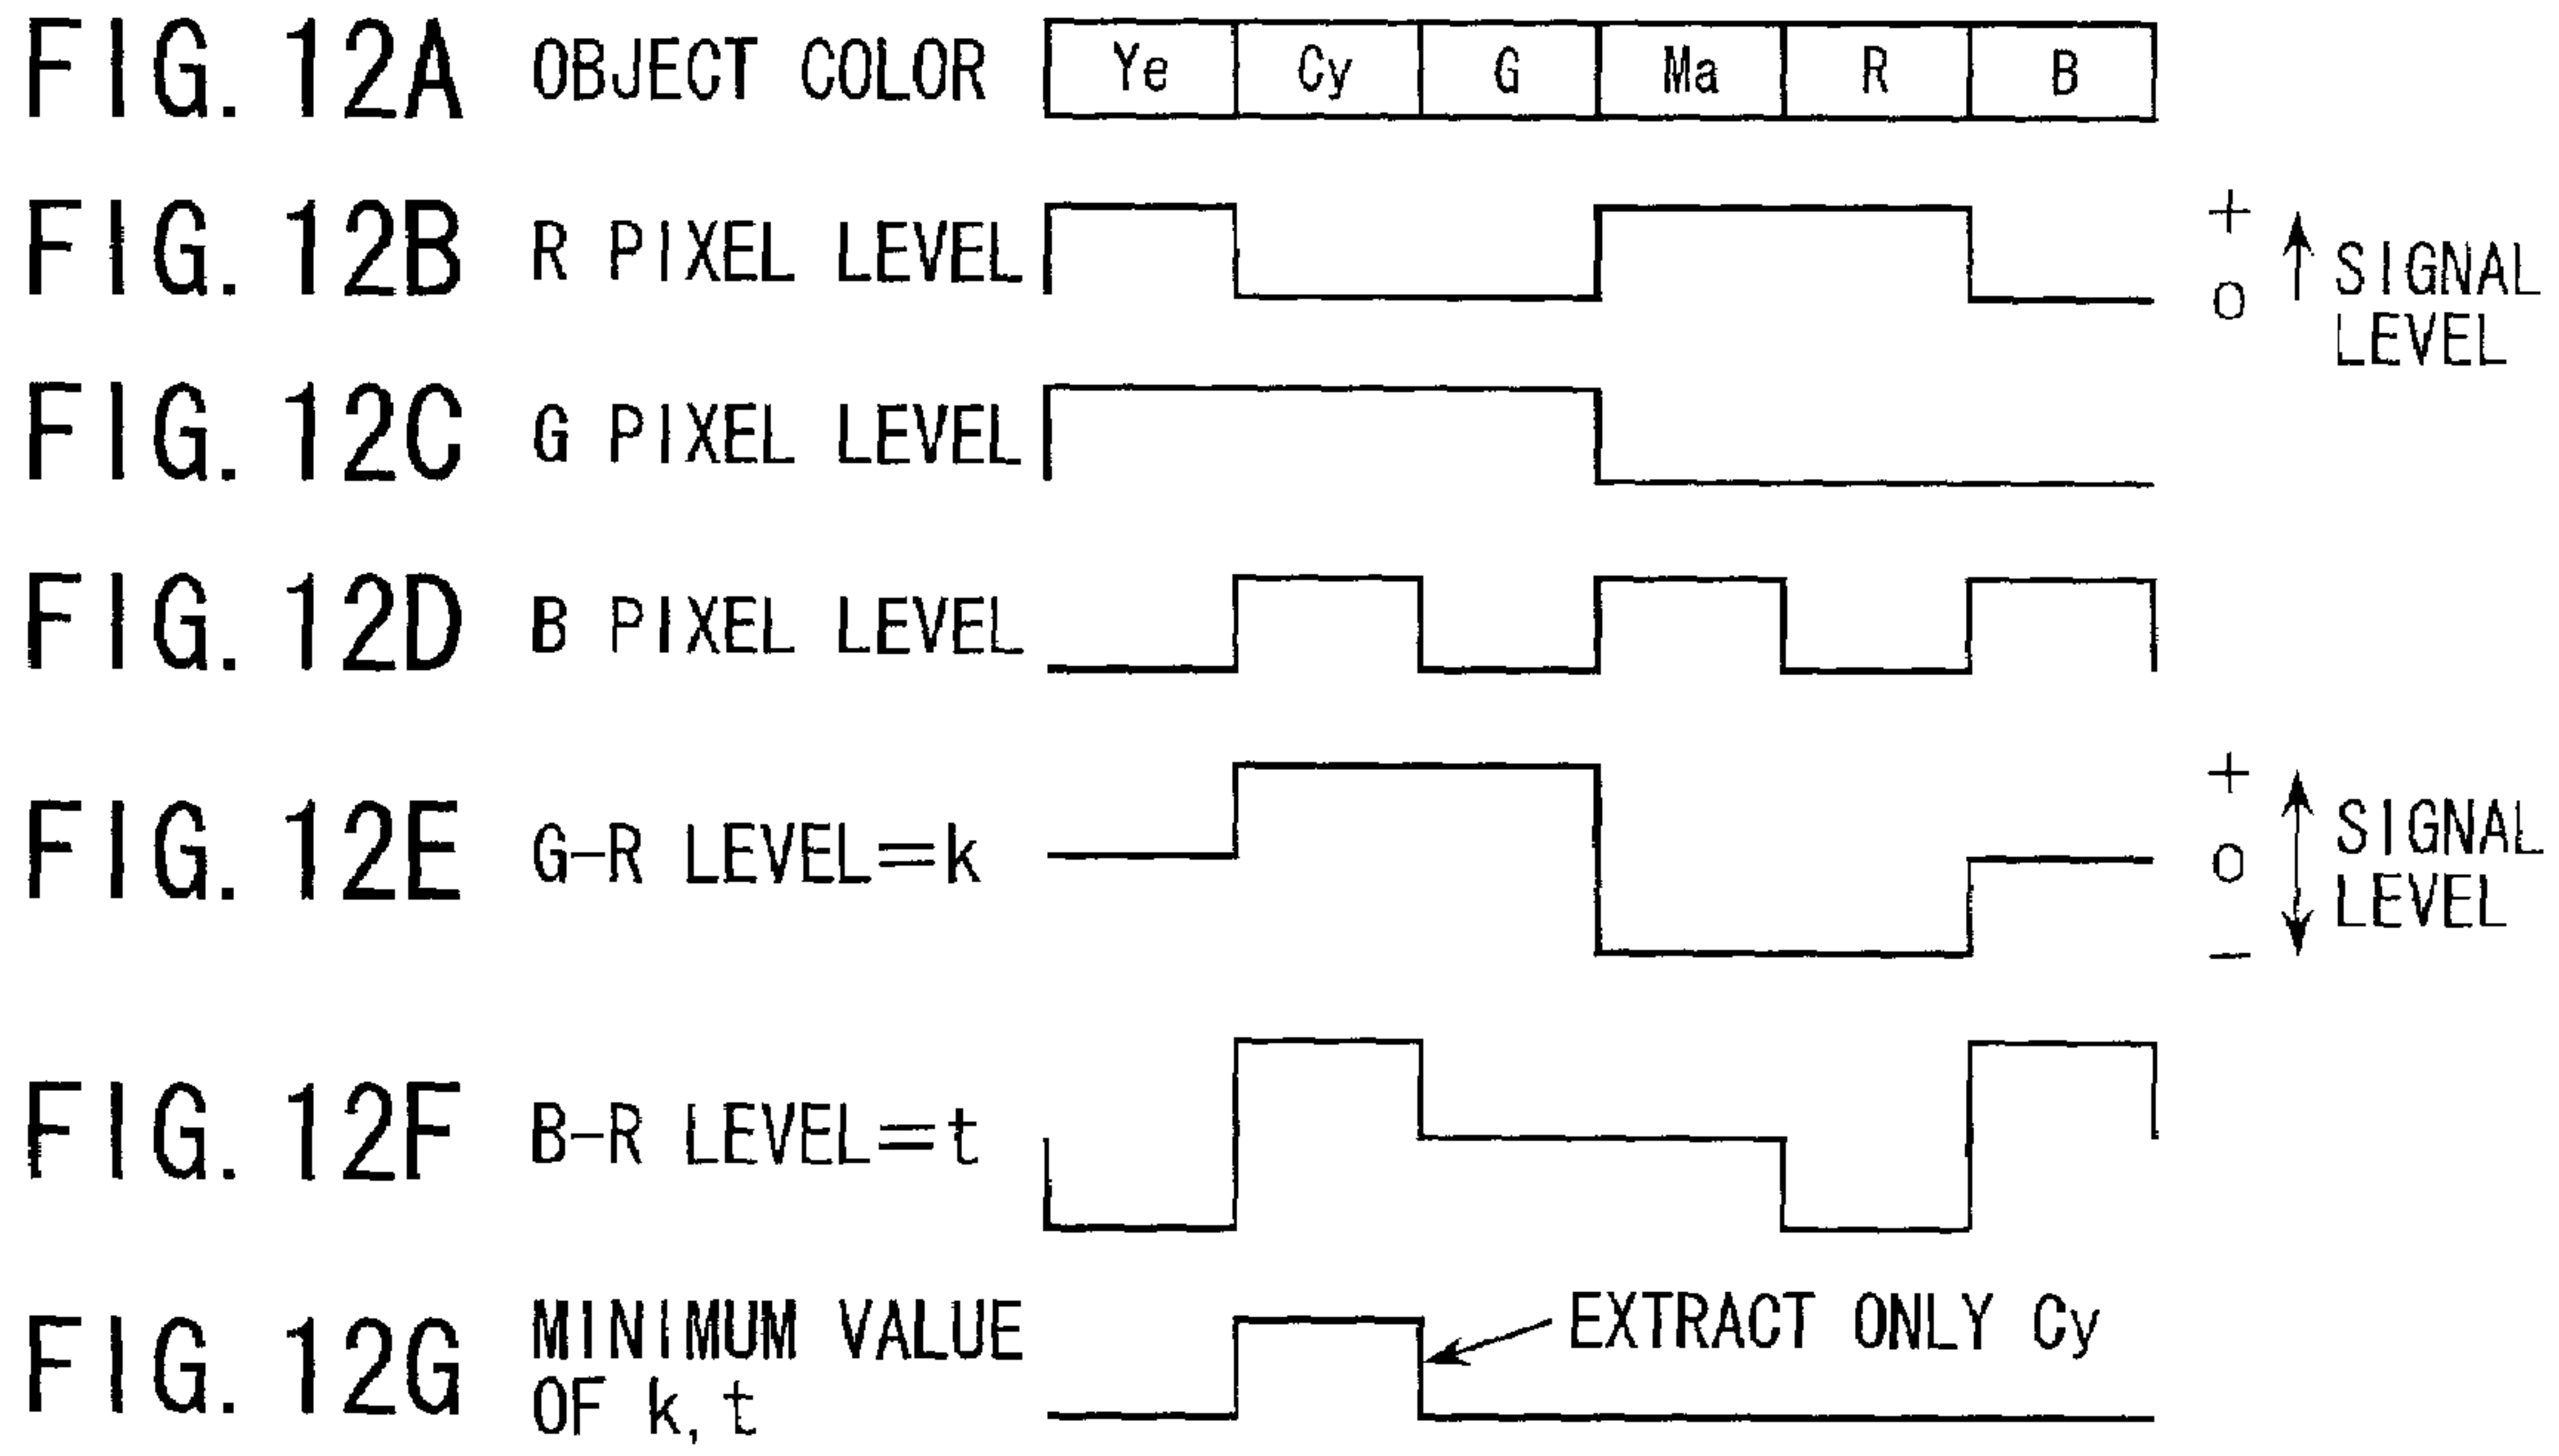 FIG. 12A OBJECT COLOR Ye Cy G Ma R B
FIG. 12B R PIXEL LEVEL + 0 SIGNAL LEVEL
FIG. 12C G PIXEL LEVEL
FIG. 12D B PIXEL LEVEL
FIG. 12E G-R LEVEL=k + 0 - SIGNAL LEVEL
FIG. 12F B-R LEVEL=t
FIG. 12G MINIMUM VALUE OF k, t
EXTRACT ONLY Cy